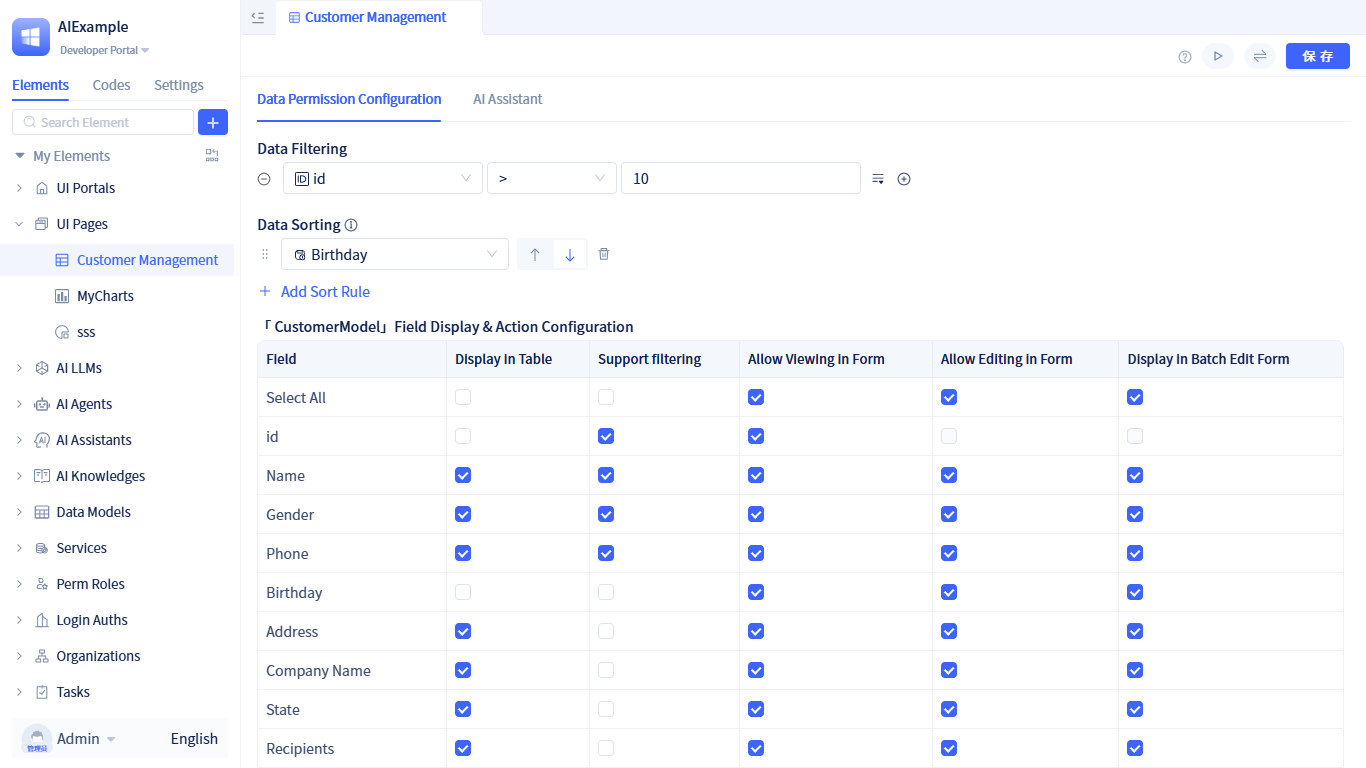 AIExample
Developer Portal
Elements Codes Settings
Search Element
My Elements
UI Portals
UI Pages
Customer Management
MyCharts
sss
AI LLMs
AI Agents
AI Assistants
AI Knowledges
Data Models
Services
Perm Roles
Login Auths
Organizations
Tasks
管理员
Admin English
Customer Management
保 存
Data Permission Configuration AI Assistant
Data Filtering
id > 10
Data Sorting
Birthday
Add Sort Rule
「CustomerModel」Field Display & Action Configuration
Field Display In Table Support filtering Allow Viewing In Form Allow Editing In Form Display In Batch Edit Form
Select All
id
Name
Gender
Phone
Birthday
Address
Company Name
State
Recipients